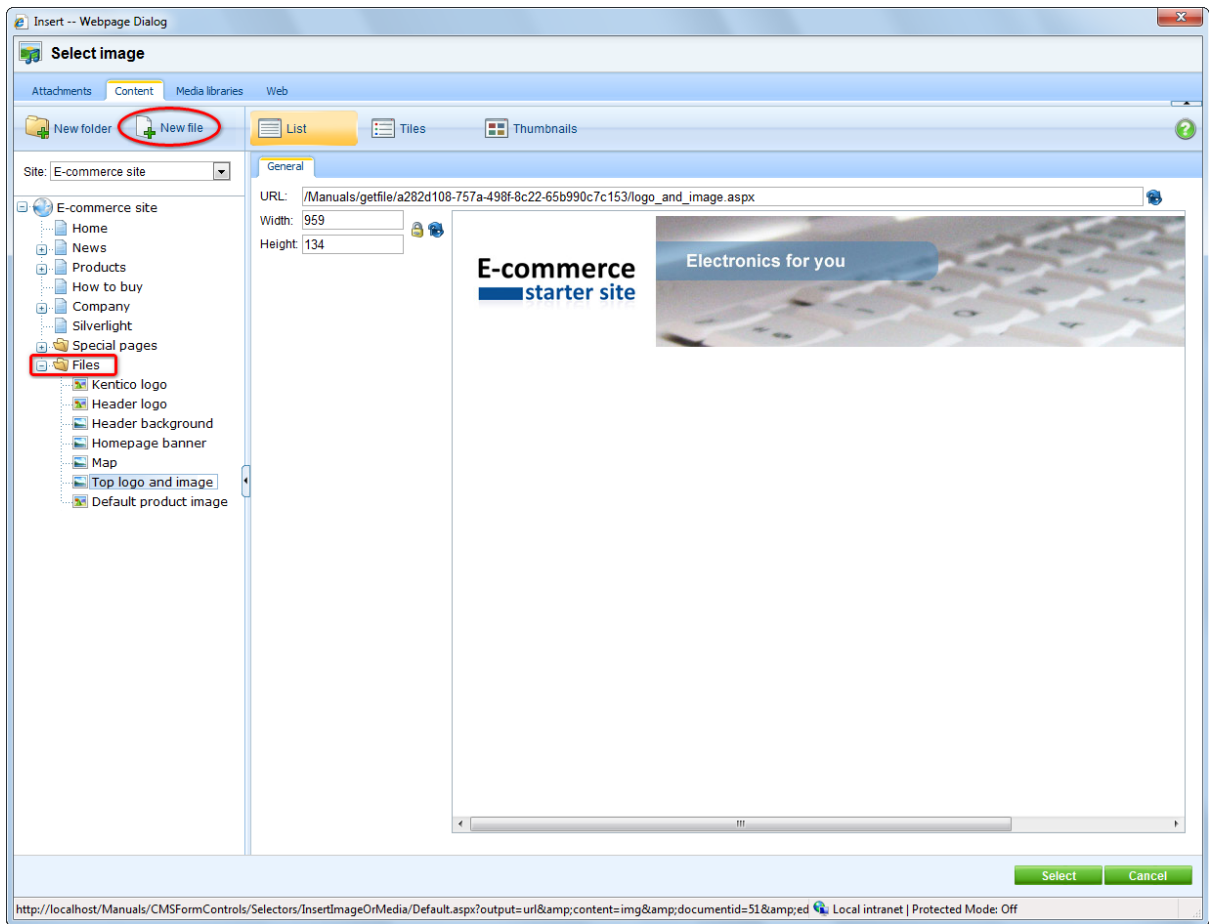 Insert -- Webpage Dialog
Select image
Attachments Content Media libraries Web
New folder New file List Tiles Thumbnails
Site: E-commerce site
General
URL: /Manuals/getfile/a282d108-757a-498f-8c22-65b990c7c153/logo_and_image.aspx
Width: 959
Height: 134
E-commerce site
Home
News
Products
How to buy
Company
Silverlight
Special pages
Files
Kentico logo
Header logo
Header background
Homepage banner
Map
Top logo and image
Default product image
E-commerce
starter site
Electronics for you
Select Cancel
http://localhost/Manuals/CMSFormControls/Selectors/InsertImageOrMedia/Default.aspx?output=url&amp;content=img&amp;documentid=51&amp;ed Local intranet | Protected Mode: Off